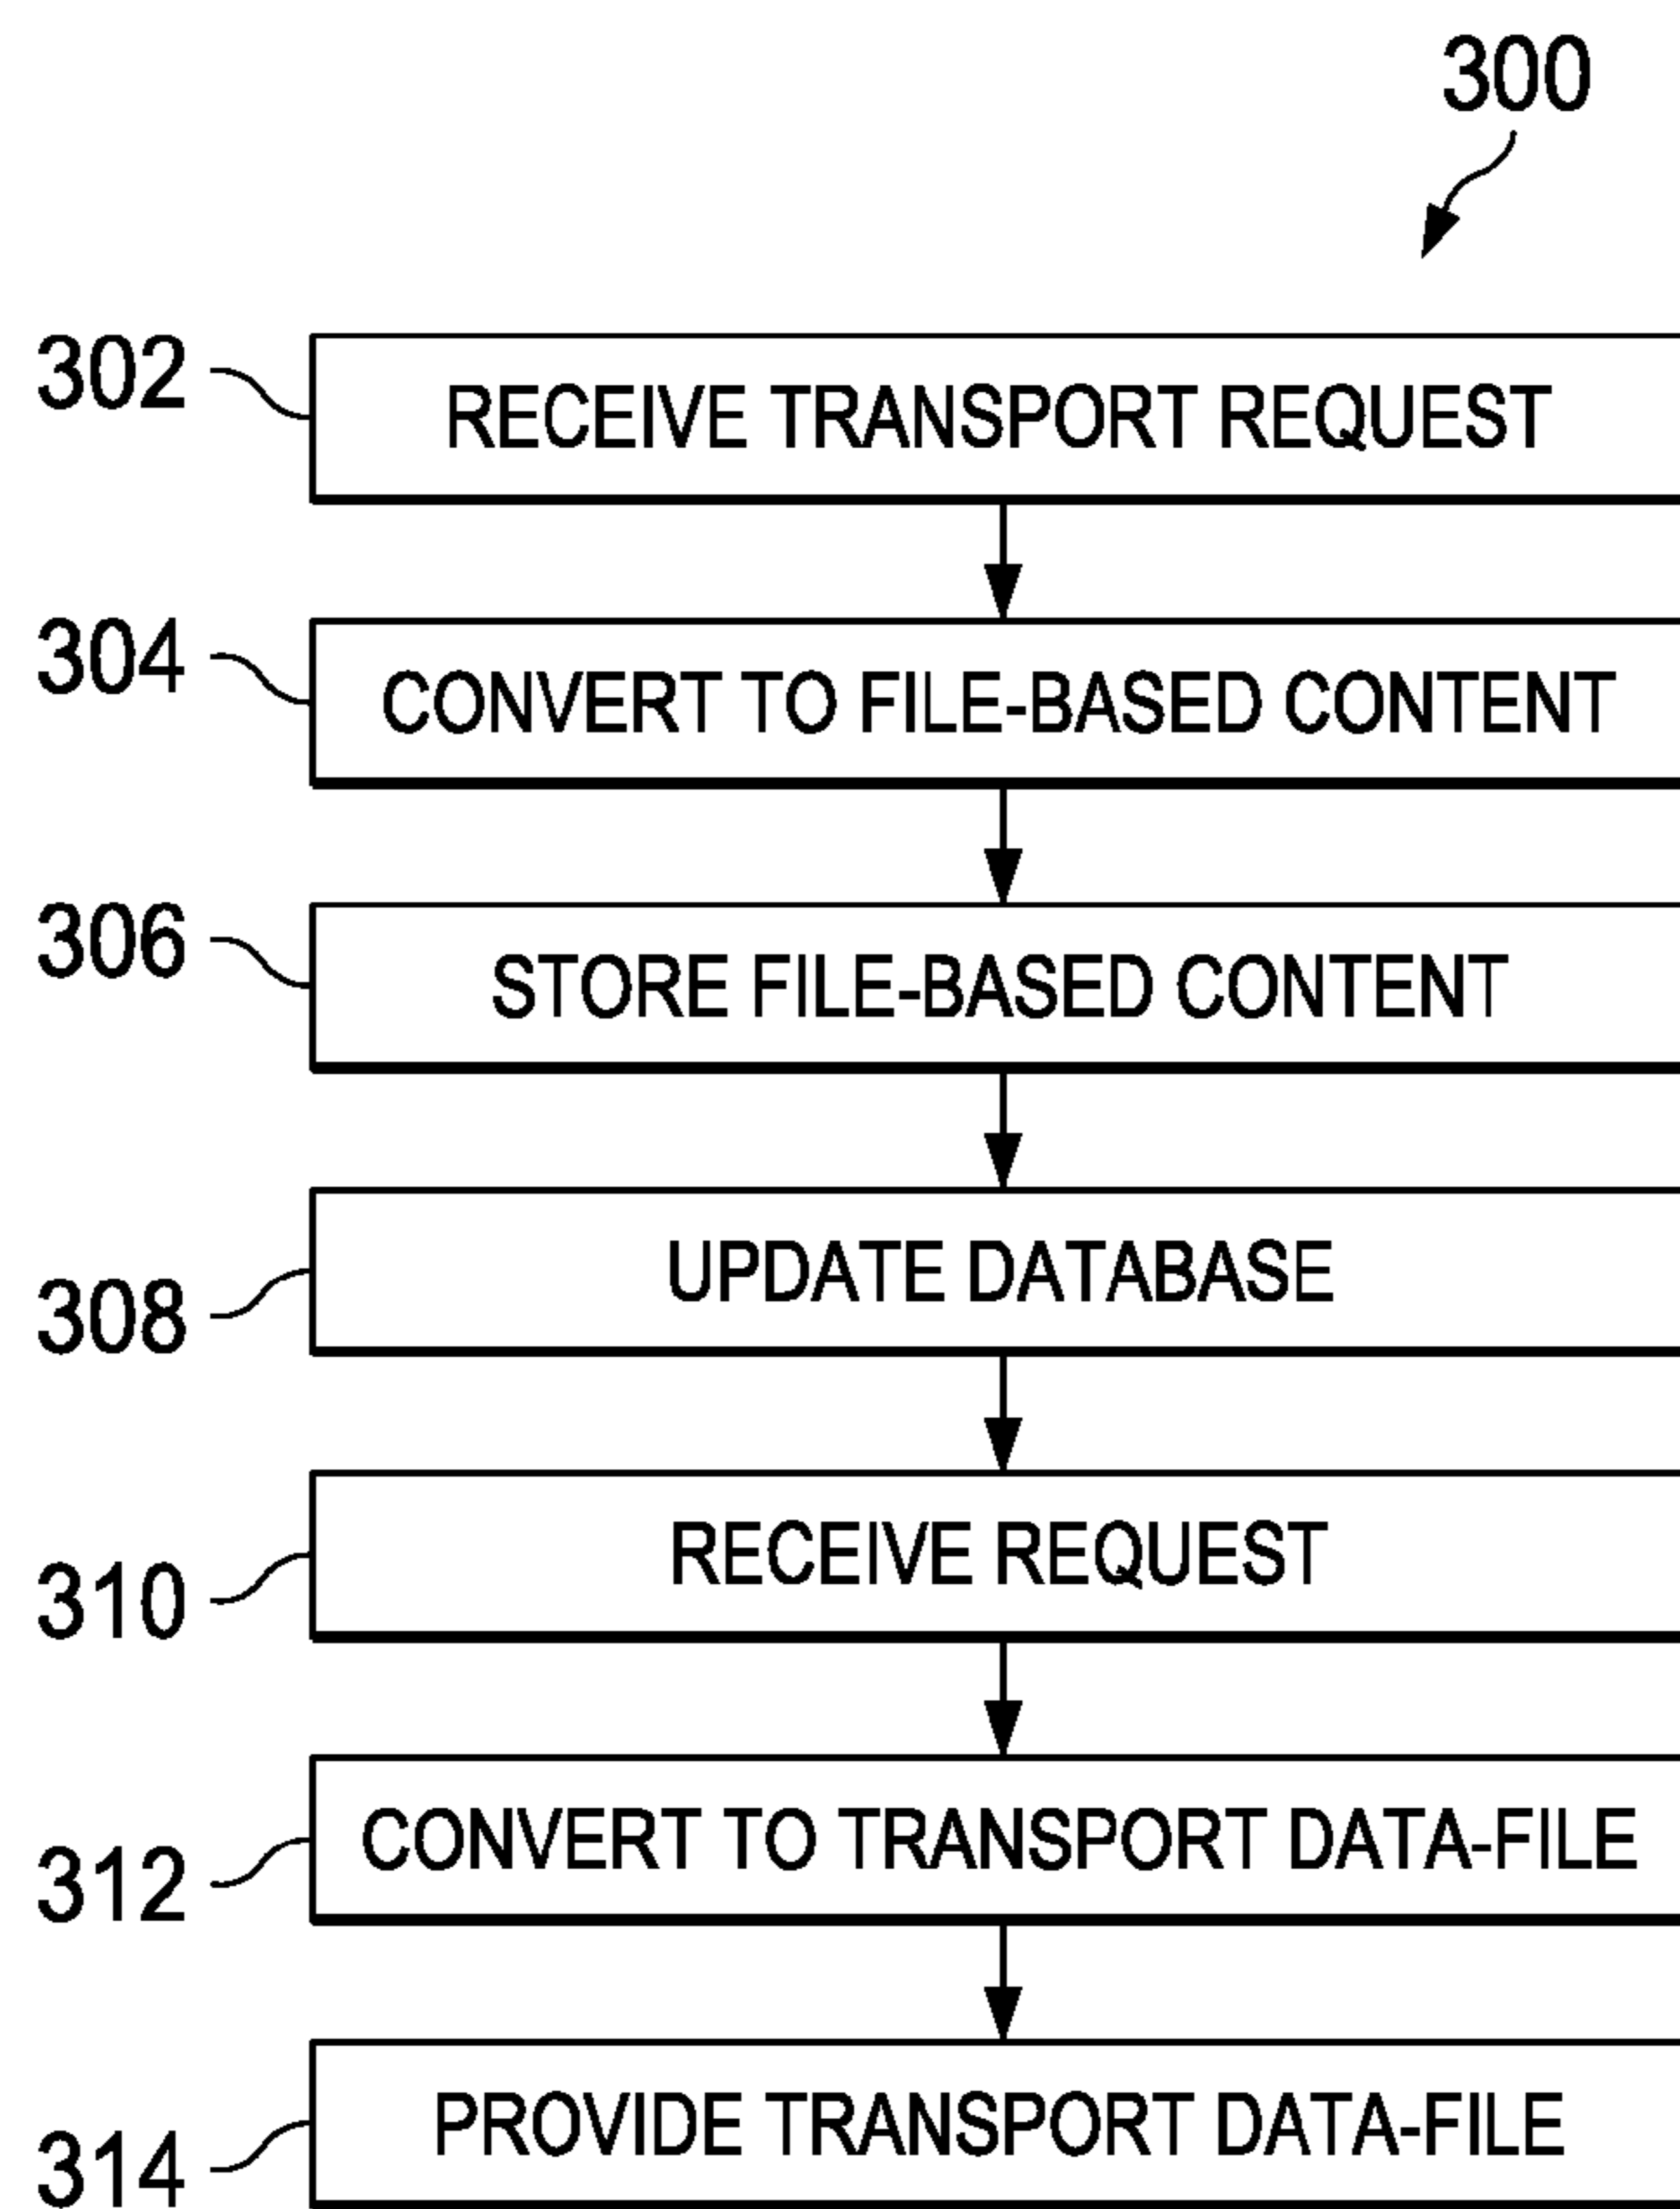 300
302 RECEIVE TRANSPORT REQUEST
304 CONVERT TO FILE-BASED CONTENT
306 STORE FILE-BASED CONTENT
308 UPDATE DATABASE
310 RECEIVE REQUEST
312 CONVERT TO TRANSPORT DATA-FILE
314 PROVIDE TRANSPORT DATA-FILE